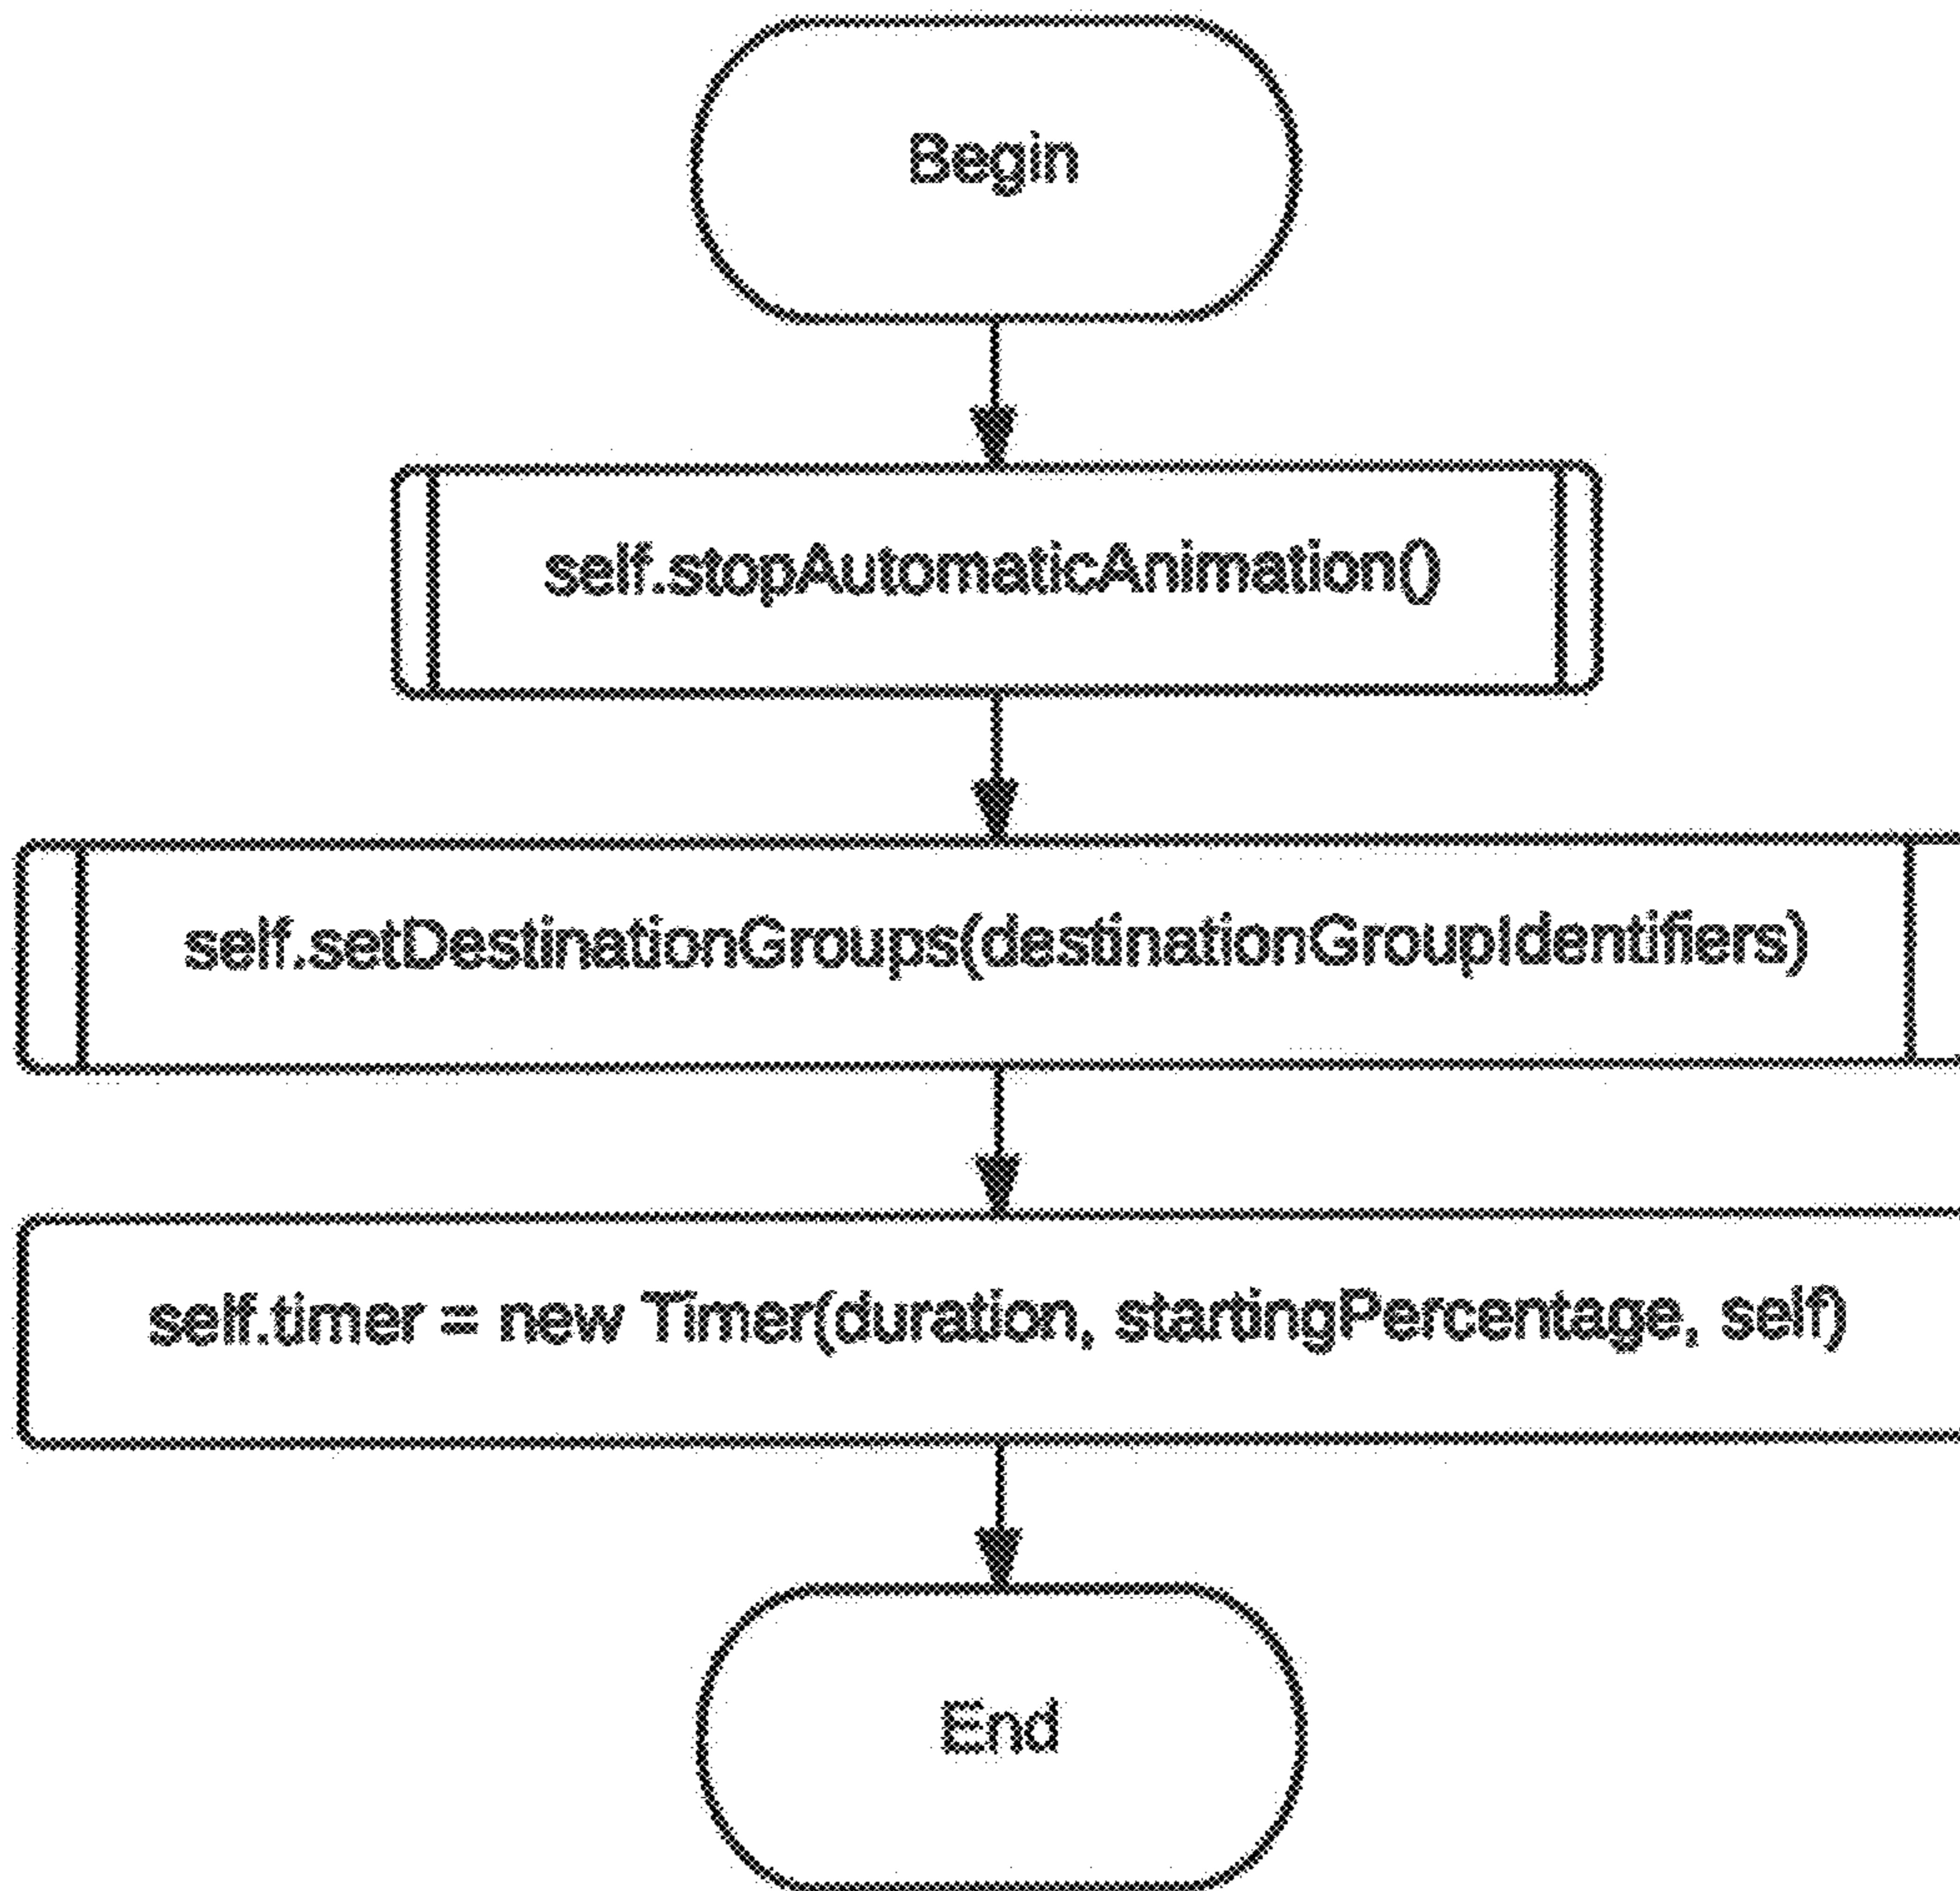 Begin
self.stopAutomaticAnimation()
self.setDestinationGroups(destinationGroupIdentifiers)
self.timer = new Timer(duration, startingPercentage, self)
End